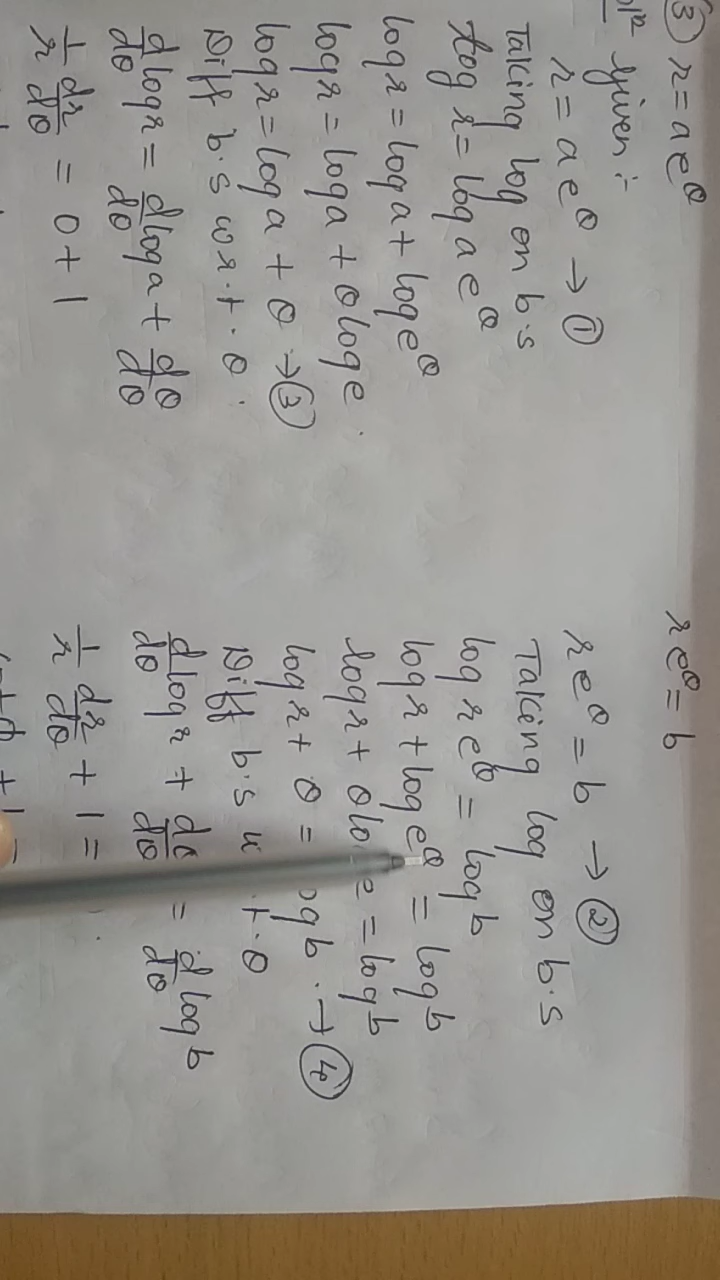 ③ r = ae^θ
re^θ = b
Sol^n given :-
r = ae^θ → ①
Taking log on b.s
log r = log ae^θ
log r = log a + log e^θ
log r = log a + θ log e.
log r = log a + θ → ③
Diff b.s w.r.t. θ.
d/dθ log r = d/dθ log a + dθ/dθ
1/r dr/dθ = 0 + 1
re^θ = b → ②
Taking log on b.s
log re^θ = log b
log r + log e^θ = log b
log r + θ = log b
log r + θ = log b. → ④
Diff b.s t. θ
d/dθ log r + = d/dθ log b
1/r dr/dθ + 1 =